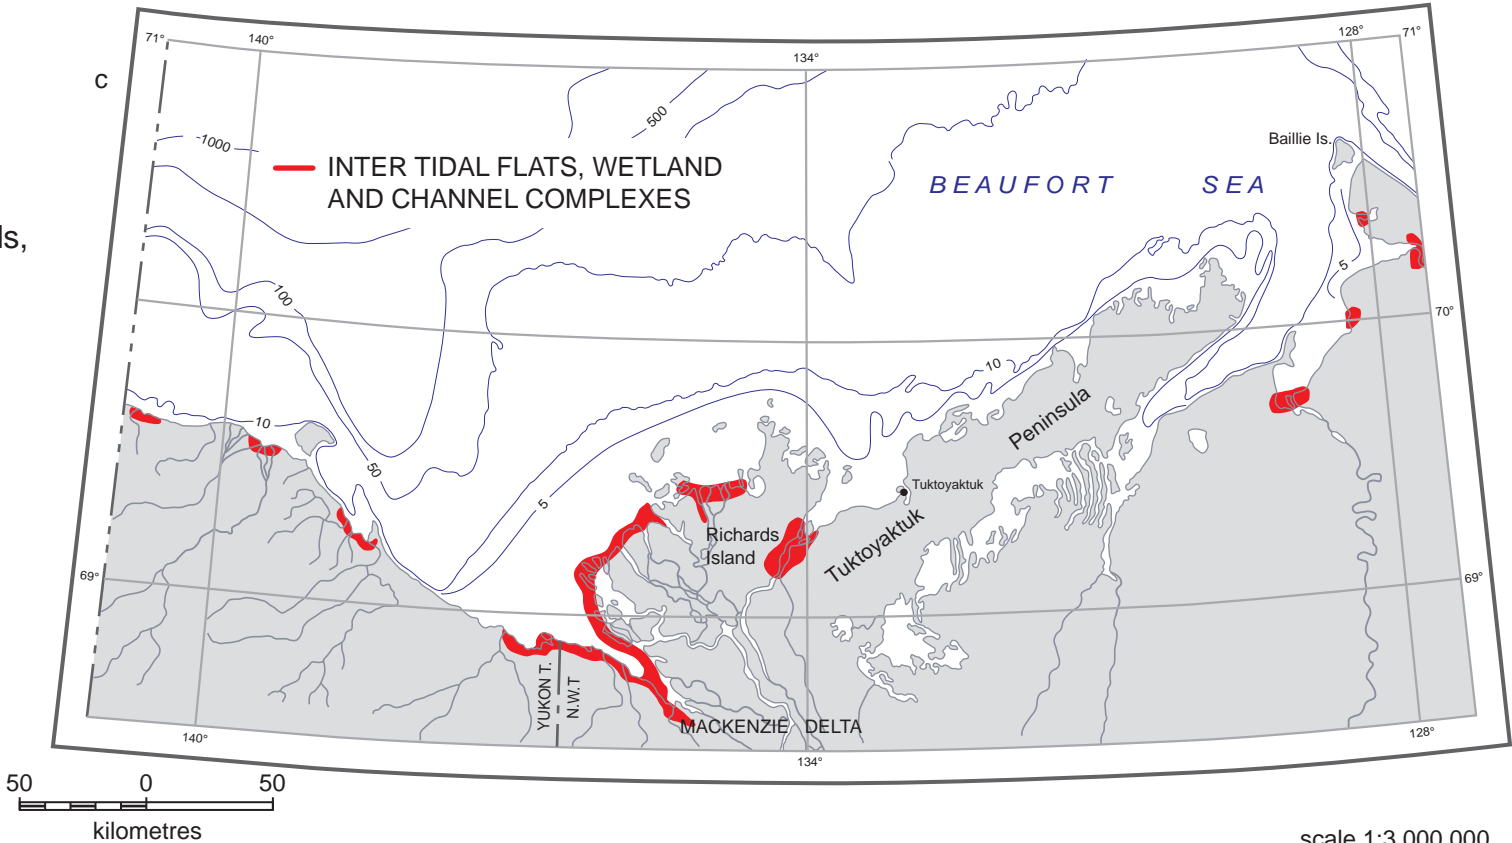 71°
140°
134°
128°
71°
c
500
-1000
Baillie Is.
INTER TIDAL FLATS, WETLAND
AND CHANNEL COMPLEXES
BEAUFORT SEA
ls,
5
100
70°
10
10
Peninsula
50
5
Tuktoyaktuk
Richards
Island
Tuktoyaktuk
69°
69°
YUKON T.
N.W.T
MACKENZIE DELTA
140°
134°
128°
50 0 50
kilometres
scale 1:3 000 000